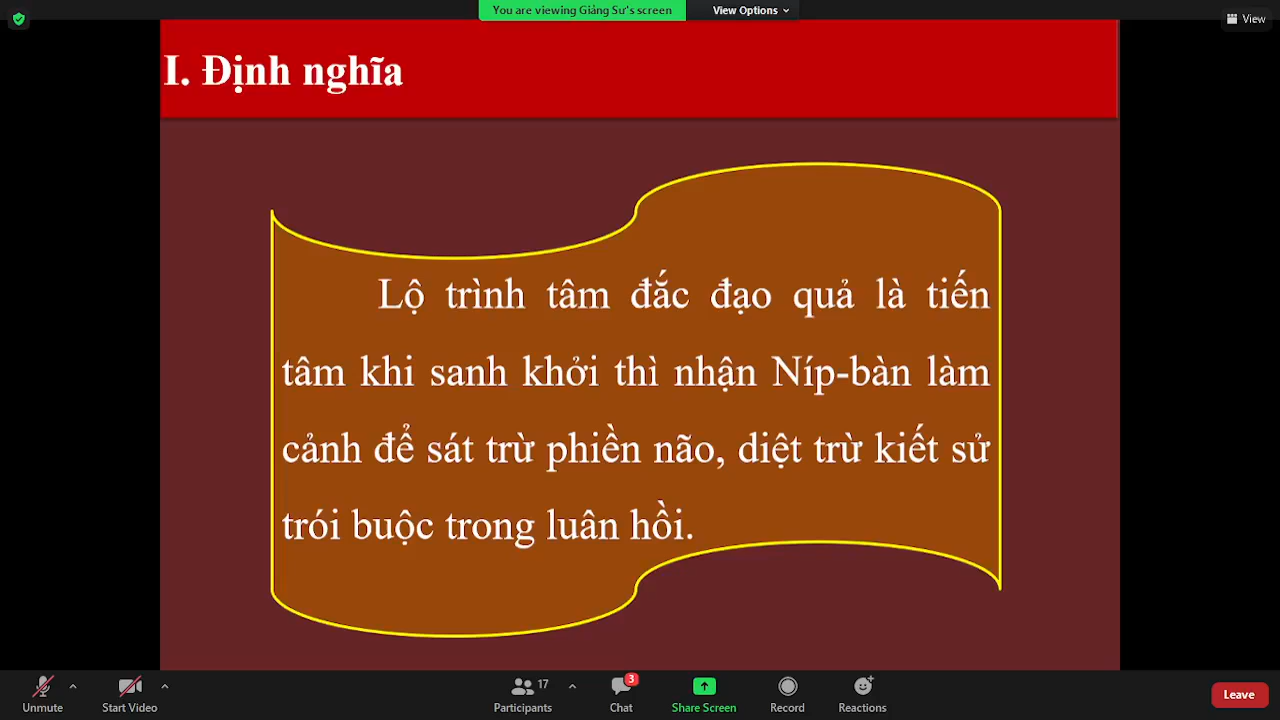 You are viewing Giảng Sư's screen
View Options
View
I. Định nghĩa
Lộ trình tâm đắc đạo quả là tiến
tâm khi sanh khởi thì nhận Níp-bàn làm
cảnh để sát trừ phiền não, diệt trừ kiết sử
trói buộc trong luân hồi.
Unmute
Start Video
17
Participants
3
Chat
Share Screen
Record
Reactions
Leave